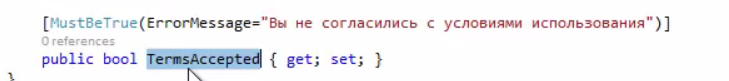 [MustBeTrue(ErrorMessage="Вы не согласились с условиями использования")]
0 references
public bool TermsAccepted { get; set; }
}